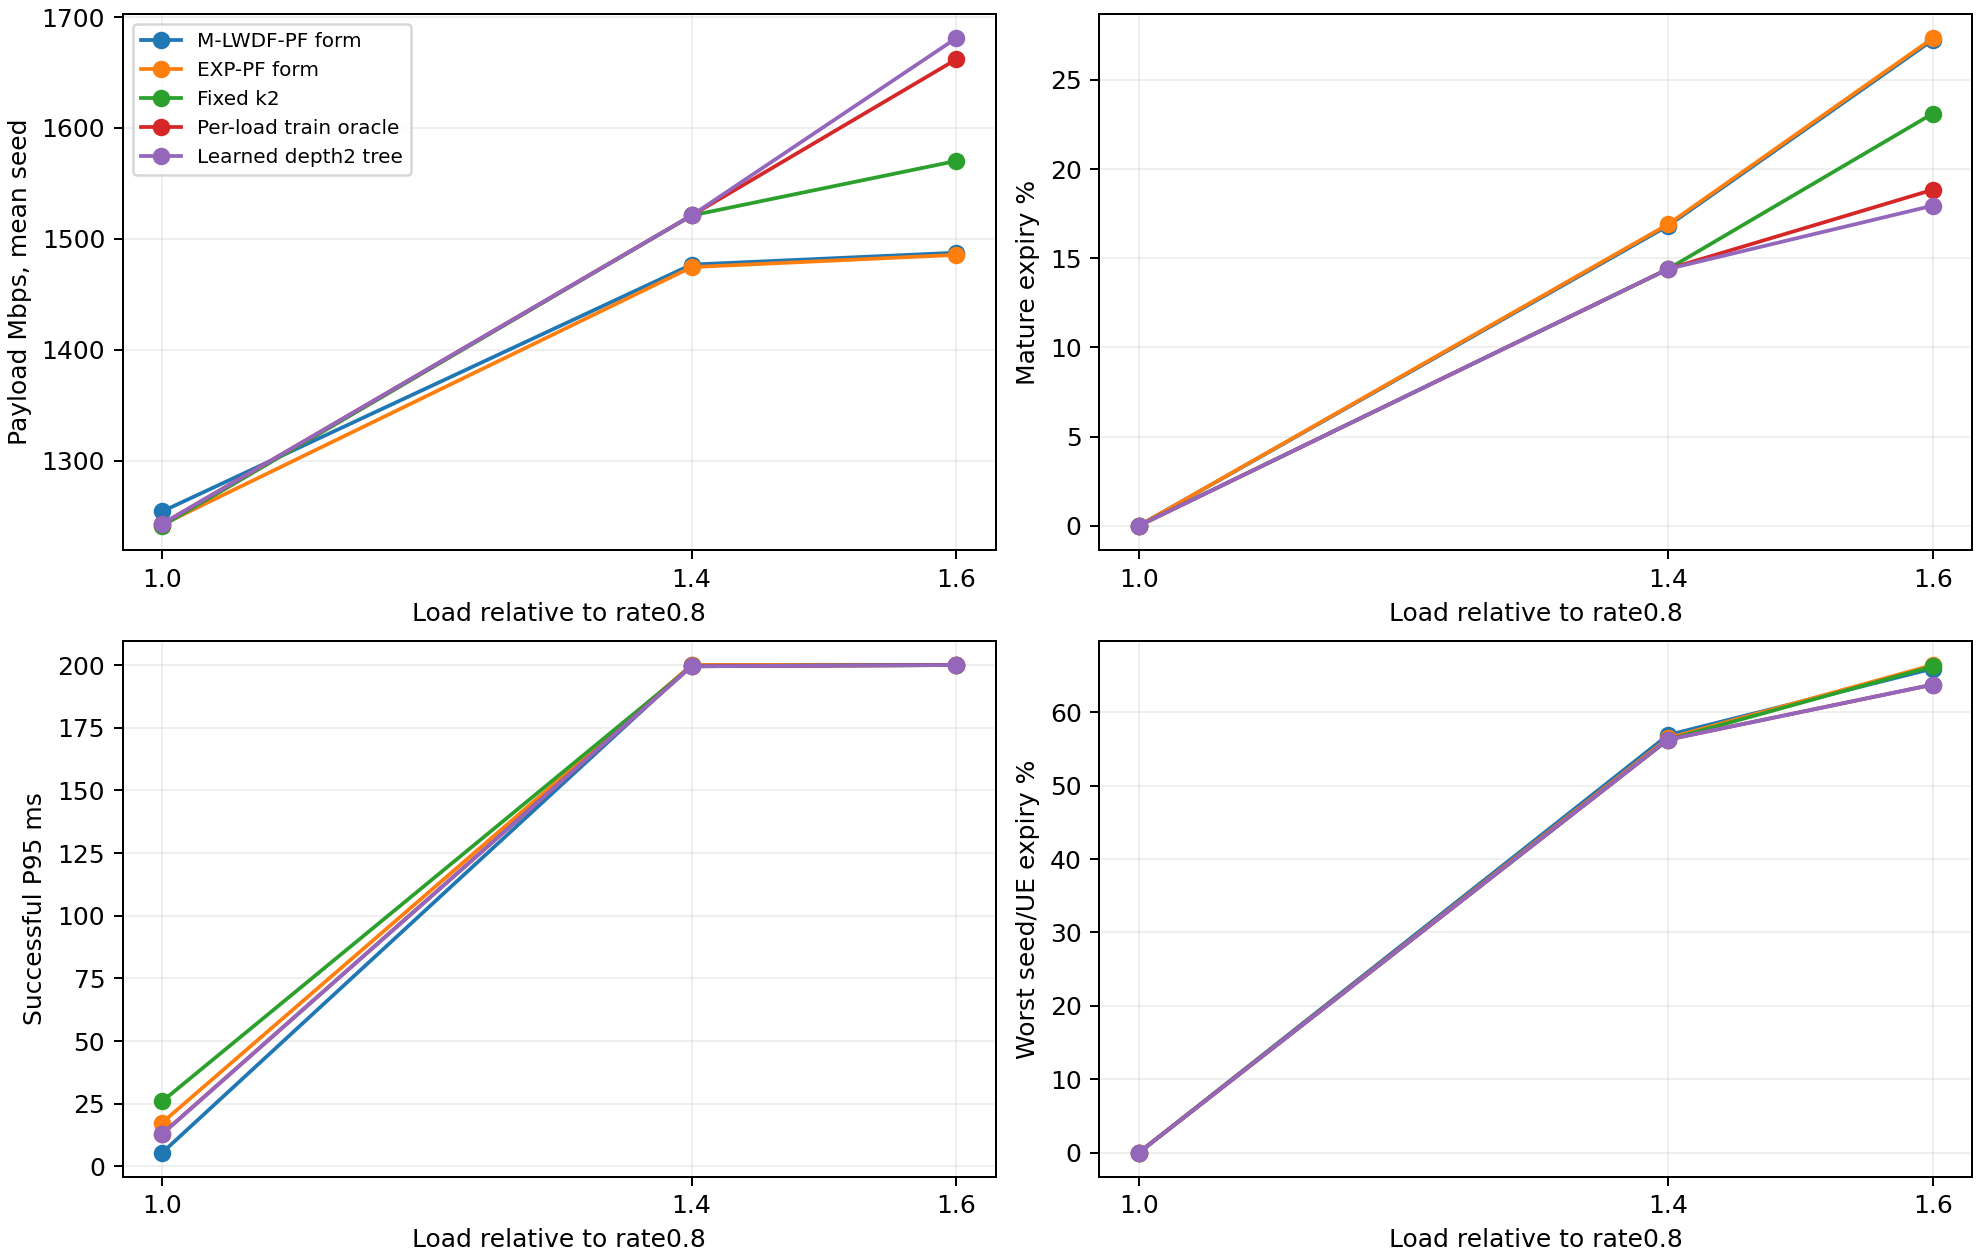 1700
1600
1500
1400
1300
Payload Mbps, mean seed
M-LWDF-PF form
EXP-PF form
Fixed k2
Per-load train oracle
Learned depth2 tree
1.0 1.4 1.6
Load relative to rate0.8
25
20
15
10
5
0
Mature expiry %
1.0 1.4 1.6
Load relative to rate0.8
200
175
150
125
100
75
50
25
0
Successful P95 ms
1.0 1.4 1.6
Load relative to rate0.8
60
50
40
30
20
10
0
Worst seed/UE expiry %
1.0 1.4 1.6
Load relative to rate0.8